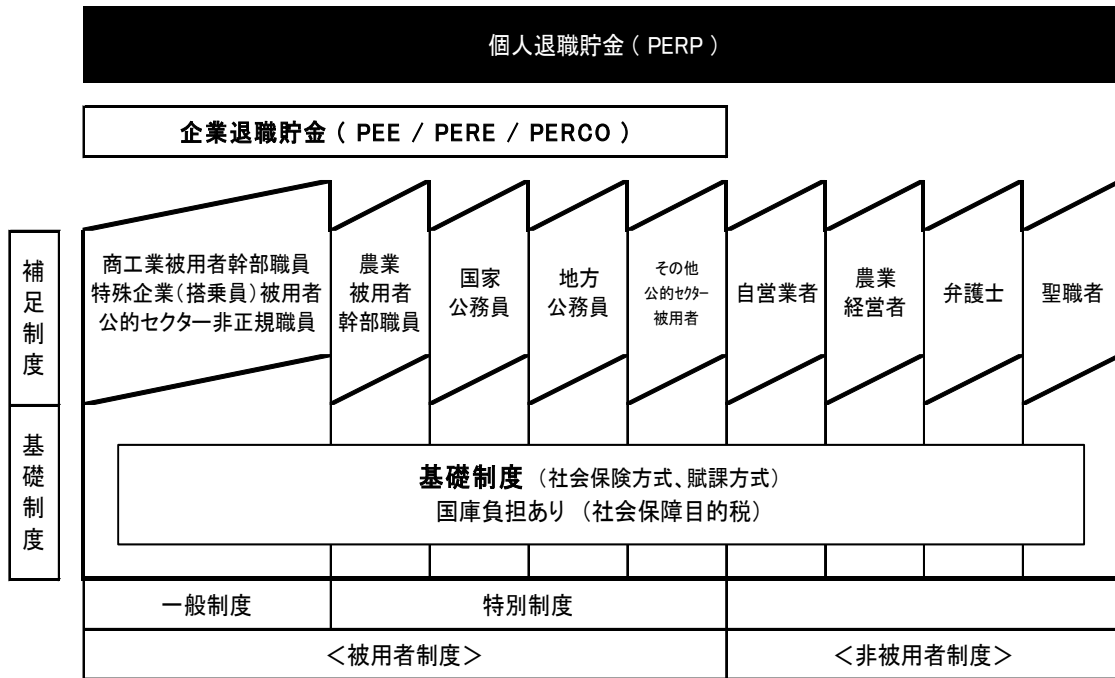 個人退職貯金（PERP）
企業退職貯金（PEE / PERE / PERCO）
補足制度
商工業被用者幹部職員
特殊企業（搭乗員）被用者
公的セクター非正規職員
農業
被用者
幹部職員
国家
公務員
地方
公務員
その他
公的セクター
被用者
自営業者
農業
経営者
弁護士
聖職者
基礎制度
基礎制度（社会保険方式、賦課方式）
国庫負担あり（社会保障目的税）
一般制度
特別制度
＜被用者制度＞
＜非被用者制度＞